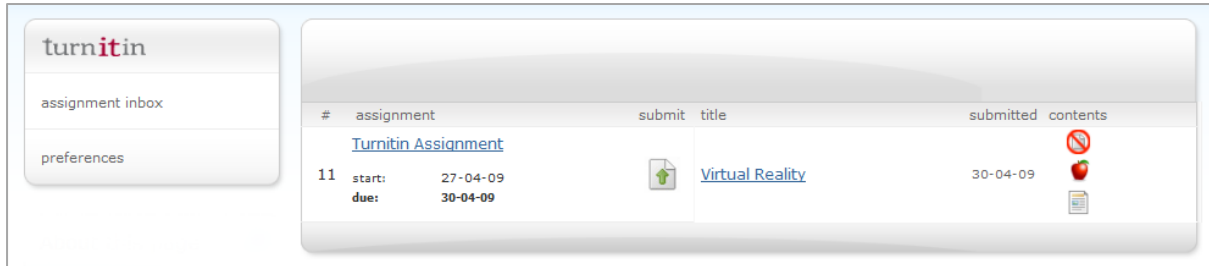 turnitin
assignment inbox
preferences
# assignment submit title submitted contents
Turnitin Assignment
11 start: 27-04-09 Virtual Reality 30-04-09
due: 30-04-09